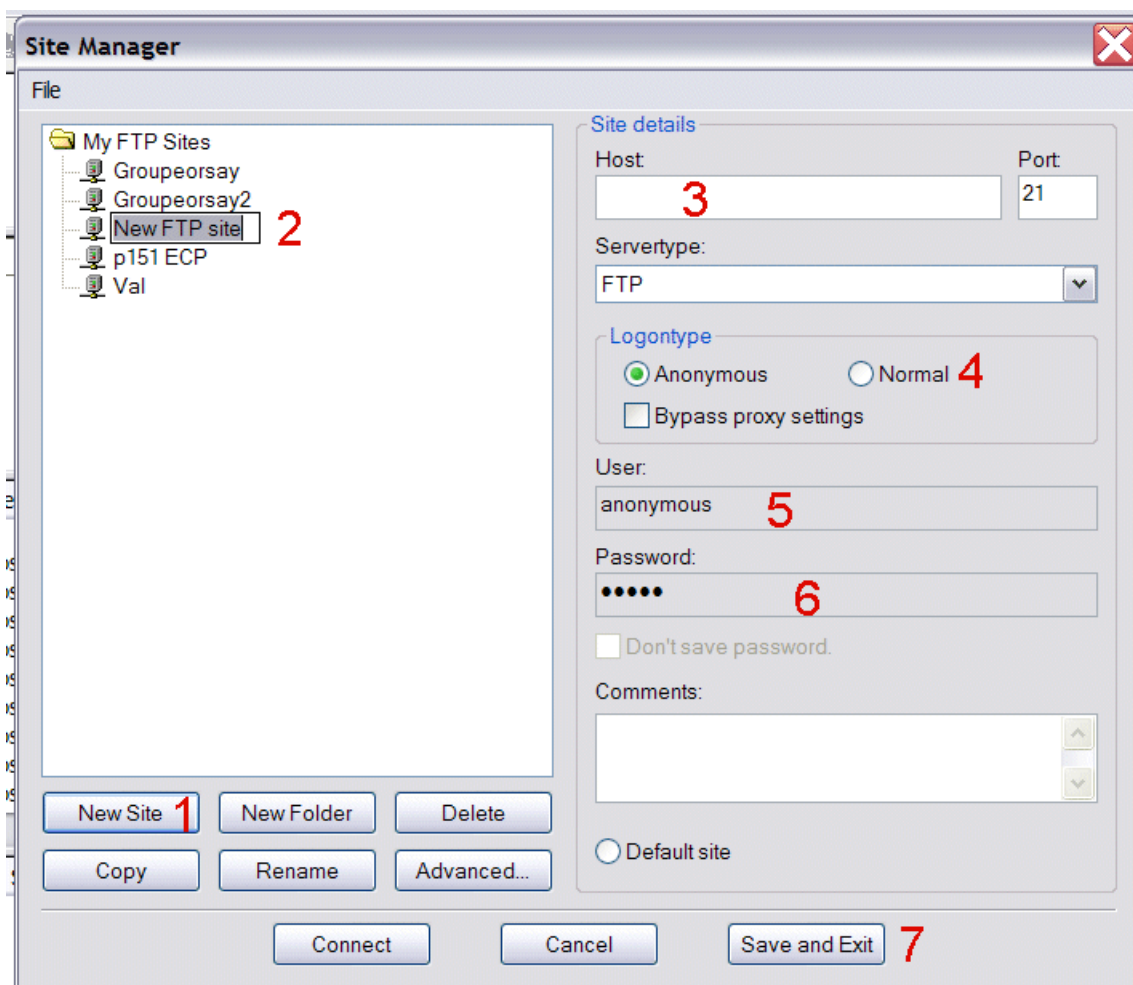 Site Manager
File
My FTP Sites
Groupeorsay
Groupeorsay2
New FTP site 2
p151 ECP
Val
New Site 1 New Folder Delete
Copy Rename Advanced...
Site details
Host: Port:
3 21
Servertype:
FTP
Logontype
Anonymous Normal 4
Bypass proxy settings
User:
anonymous 5
Password:
••••• 6
Don't save password.
Comments:
Default site
Connect Cancel Save and Exit 7